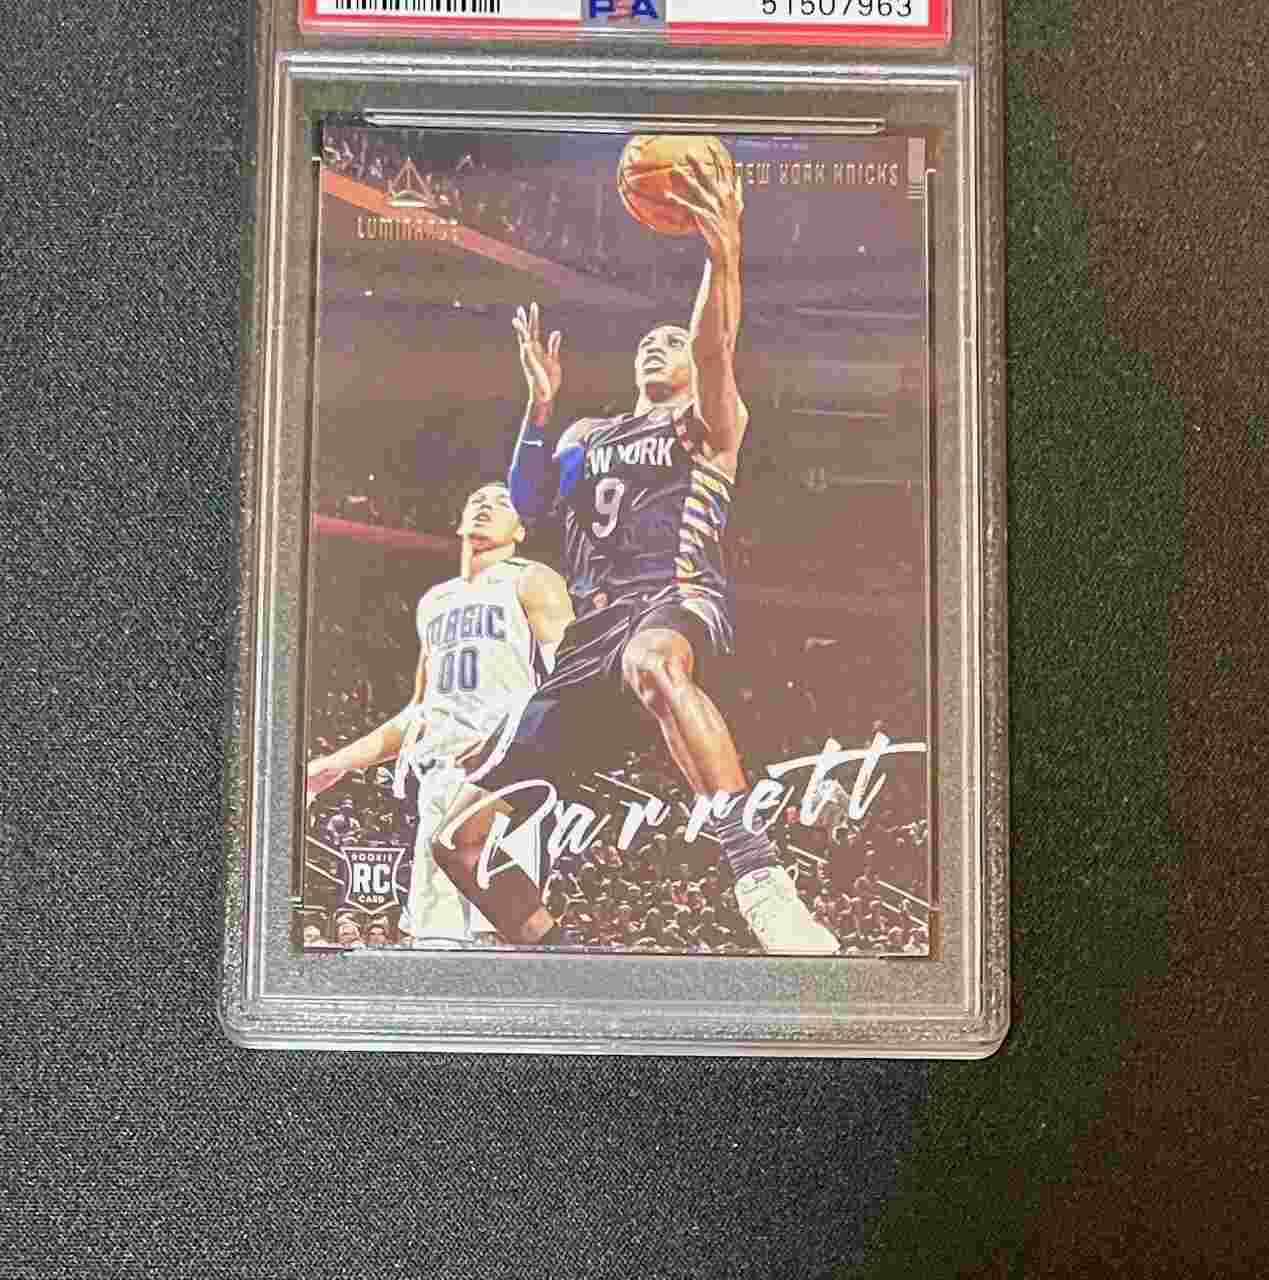 PSA
51507963
LUMINANCE
NEW YORK KNICKS
NEW YORK
9
MAGIC
00
Barrett
ROOKIE
RC
CARD